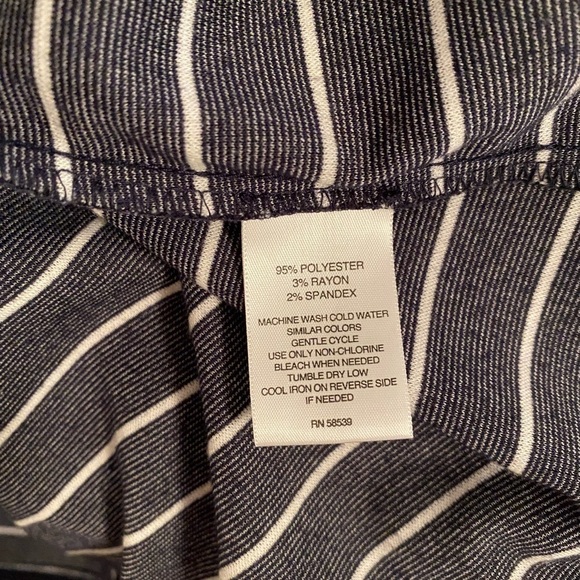 95% POLYESTER
3% RAYON
2% SPANDEX
MACHINE WASH COLD WATER
SIMILAR COLORS
GENTLE CYCLE
USE ONLY NON-CHLORINE
BLEACH WHEN NEEDED
TUMBLE DRY LOW
COOL IRON ON REVERSE SIDE
IF NEEDED
RN 58539